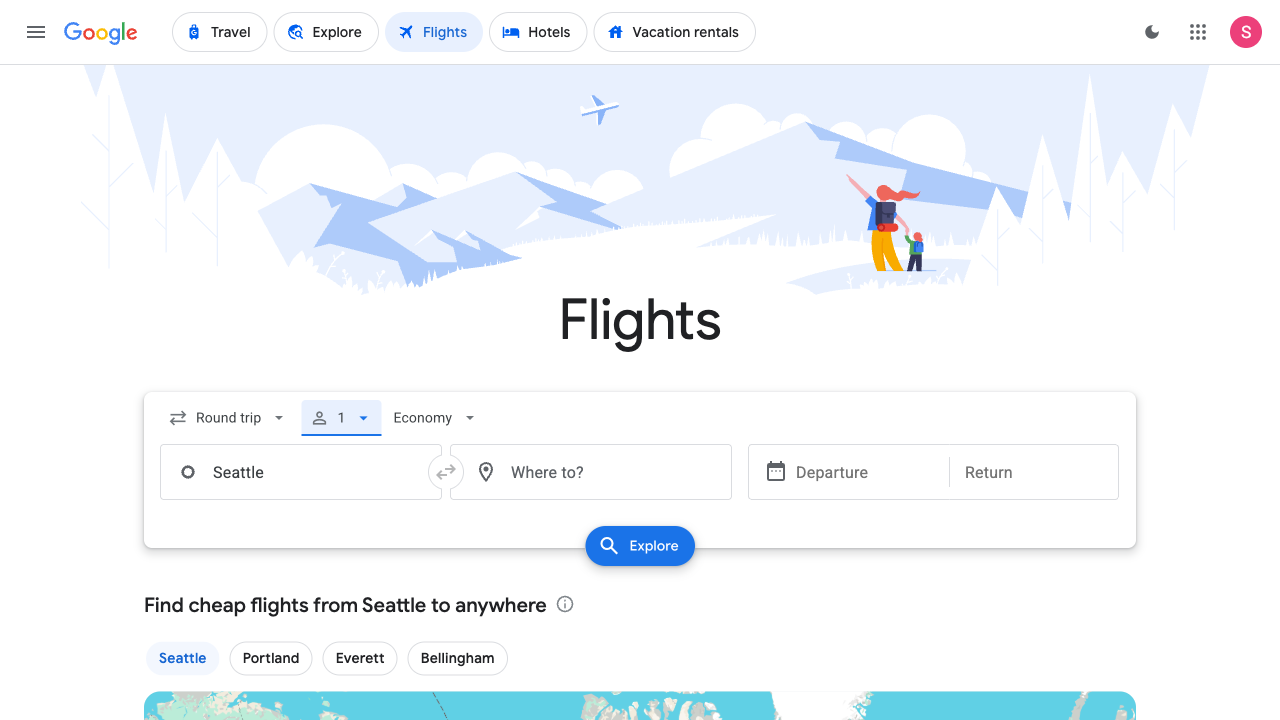 Google
Travel
Explore
Flights
Hotels
Vacation rentals
S
Flights
Round trip
1
Economy
Seattle
Where to?
Departure
Return
Explore
Find cheap flights from Seattle to anywhere
Seattle
Portland
Everett
Bellingham